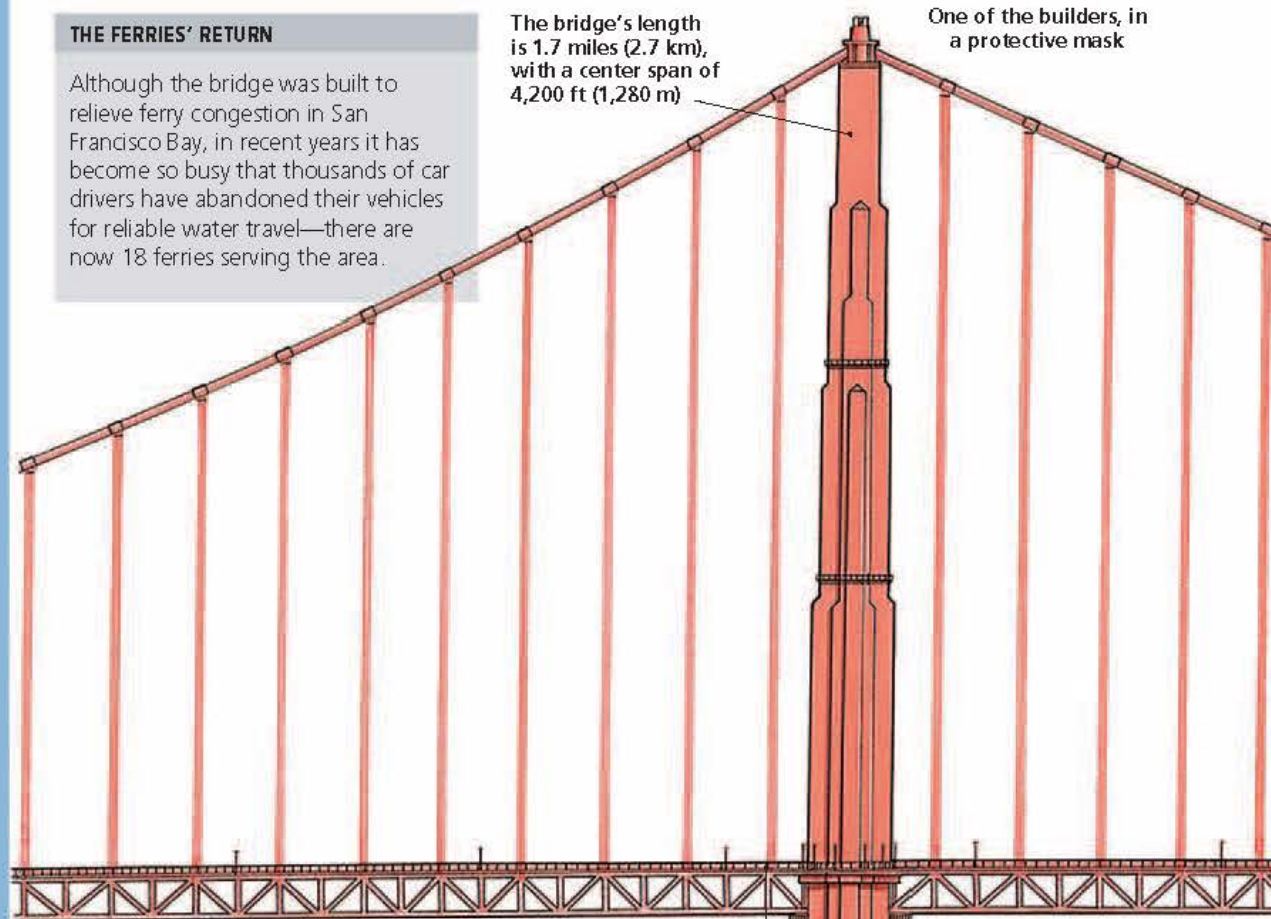 THE FERRIES’ RETURN
Although the bridge was built to
relieve ferry congestion in San
Francisco Bay, in recent years it has
become so busy that thousands of car
drivers have abandoned their vehicles
for reliable water travel—there are
now 18 ferries serving the area.
The bridge’s length
is 1.7 miles (2.7 km),
with a center span of
4,200 ft (1,280 m)
One of the builders, in
a protective mask